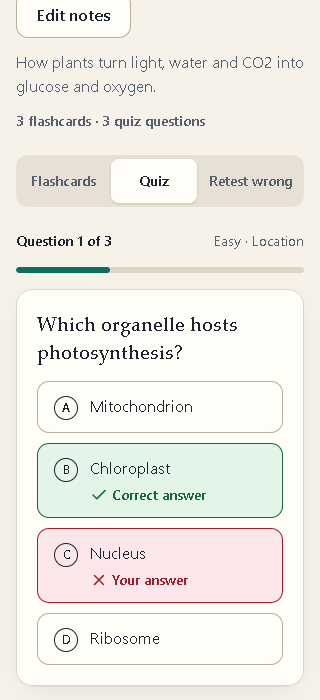 Edit notes
How plants turn light, water and CO2 into
glucose and oxygen.
3 flashcards · 3 quiz questions
Flashcards Quiz Retest wrong
Question 1 of 3 Easy · Location
Which organelle hosts
photosynthesis?
A Mitochondrion
B Chloroplast
Correct answer
C Nucleus
Your answer
D Ribosome